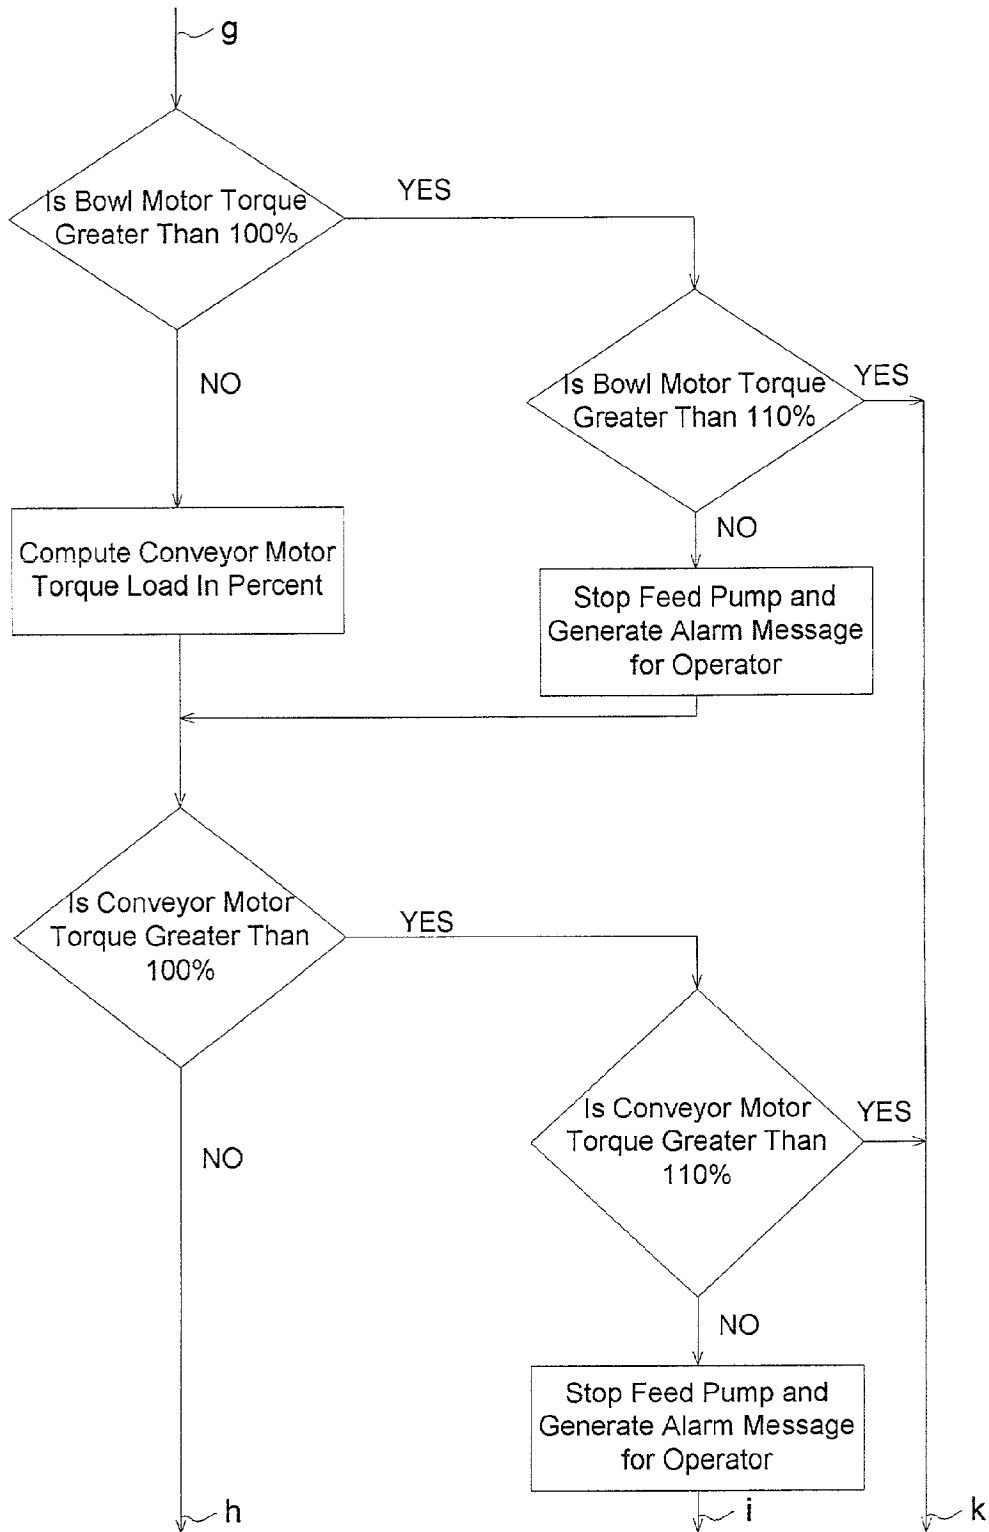 g
Is Bowl Motor Torque
Greater Than 100%
YES
NO
Is Bowl Motor Torque
Greater Than 110%
YES
NO
Compute Conveyor Motor
Torque Load In Percent
Stop Feed Pump and
Generate Alarm Message
for Operator
Is Conveyor Motor
Torque Greater Than
100%
YES
NO
Is Conveyor Motor
Torque Greater Than
110%
YES
NO
Stop Feed Pump and
Generate Alarm Message
for Operator
h
i
k